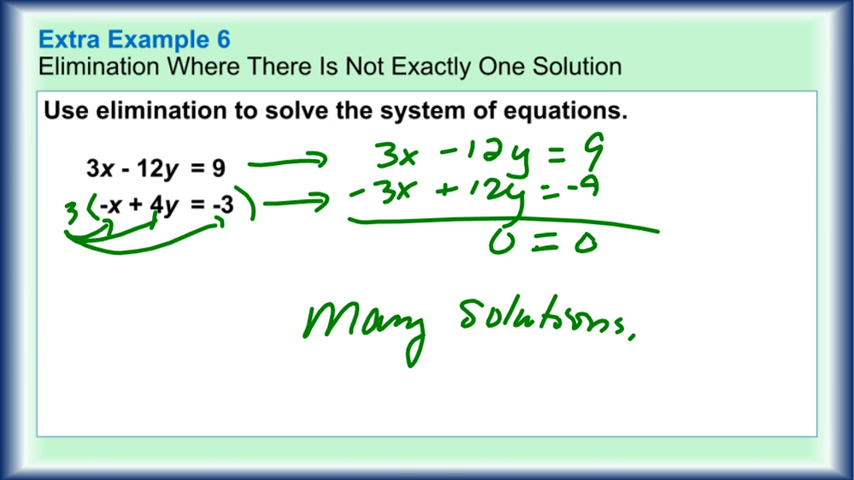 Extra Example 6
Elimination Where There Is Not Exactly One Solution
Use elimination to solve the system of equations.
3x - 12y = 9 → 3x - 12y = 9
3(-x + 4y = -3) → -3x + 12y = -9
0 = 0
Many solutions.